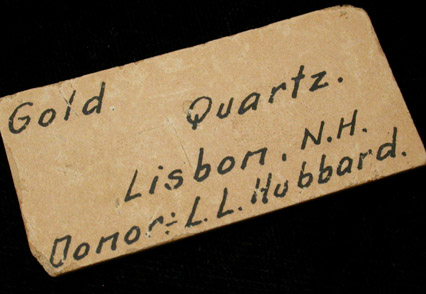 Gold Quartz.
Lisbon, N.H.
Donor:- L.L. Hubbard.